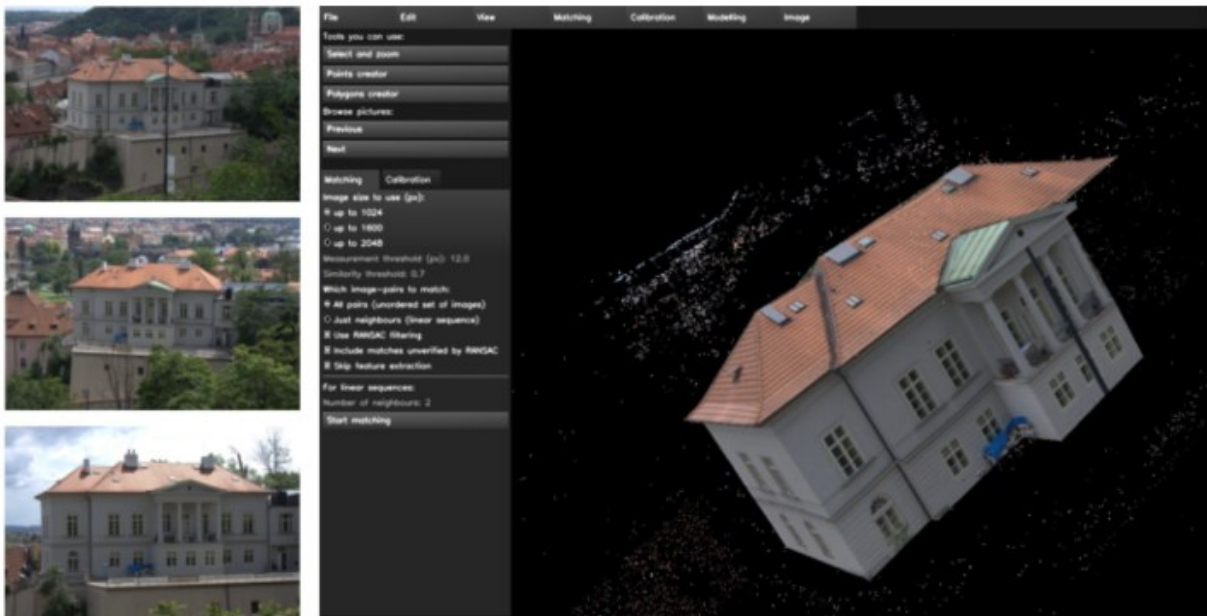 File Edit View Matching Calibration Modelling Image
Tools you can use:
Select and zoom
Points creator
Polygons creator
Browse pictures:
Previous
Next
Matching Calibration
Image size to use (px):
up to 1024
up to 1600
up to 2048
Measurement threshold (px): 12.0
Similarity threshold: 0.7
Which image-pairs to match:
All pairs (unordered set of images)
Just neighbours (linear sequence)
Use RANSAC filtering
Include matches unverified by RANSAC
Skip feature extraction
For linear sequences:
Number of neighbours: 2
Start matching